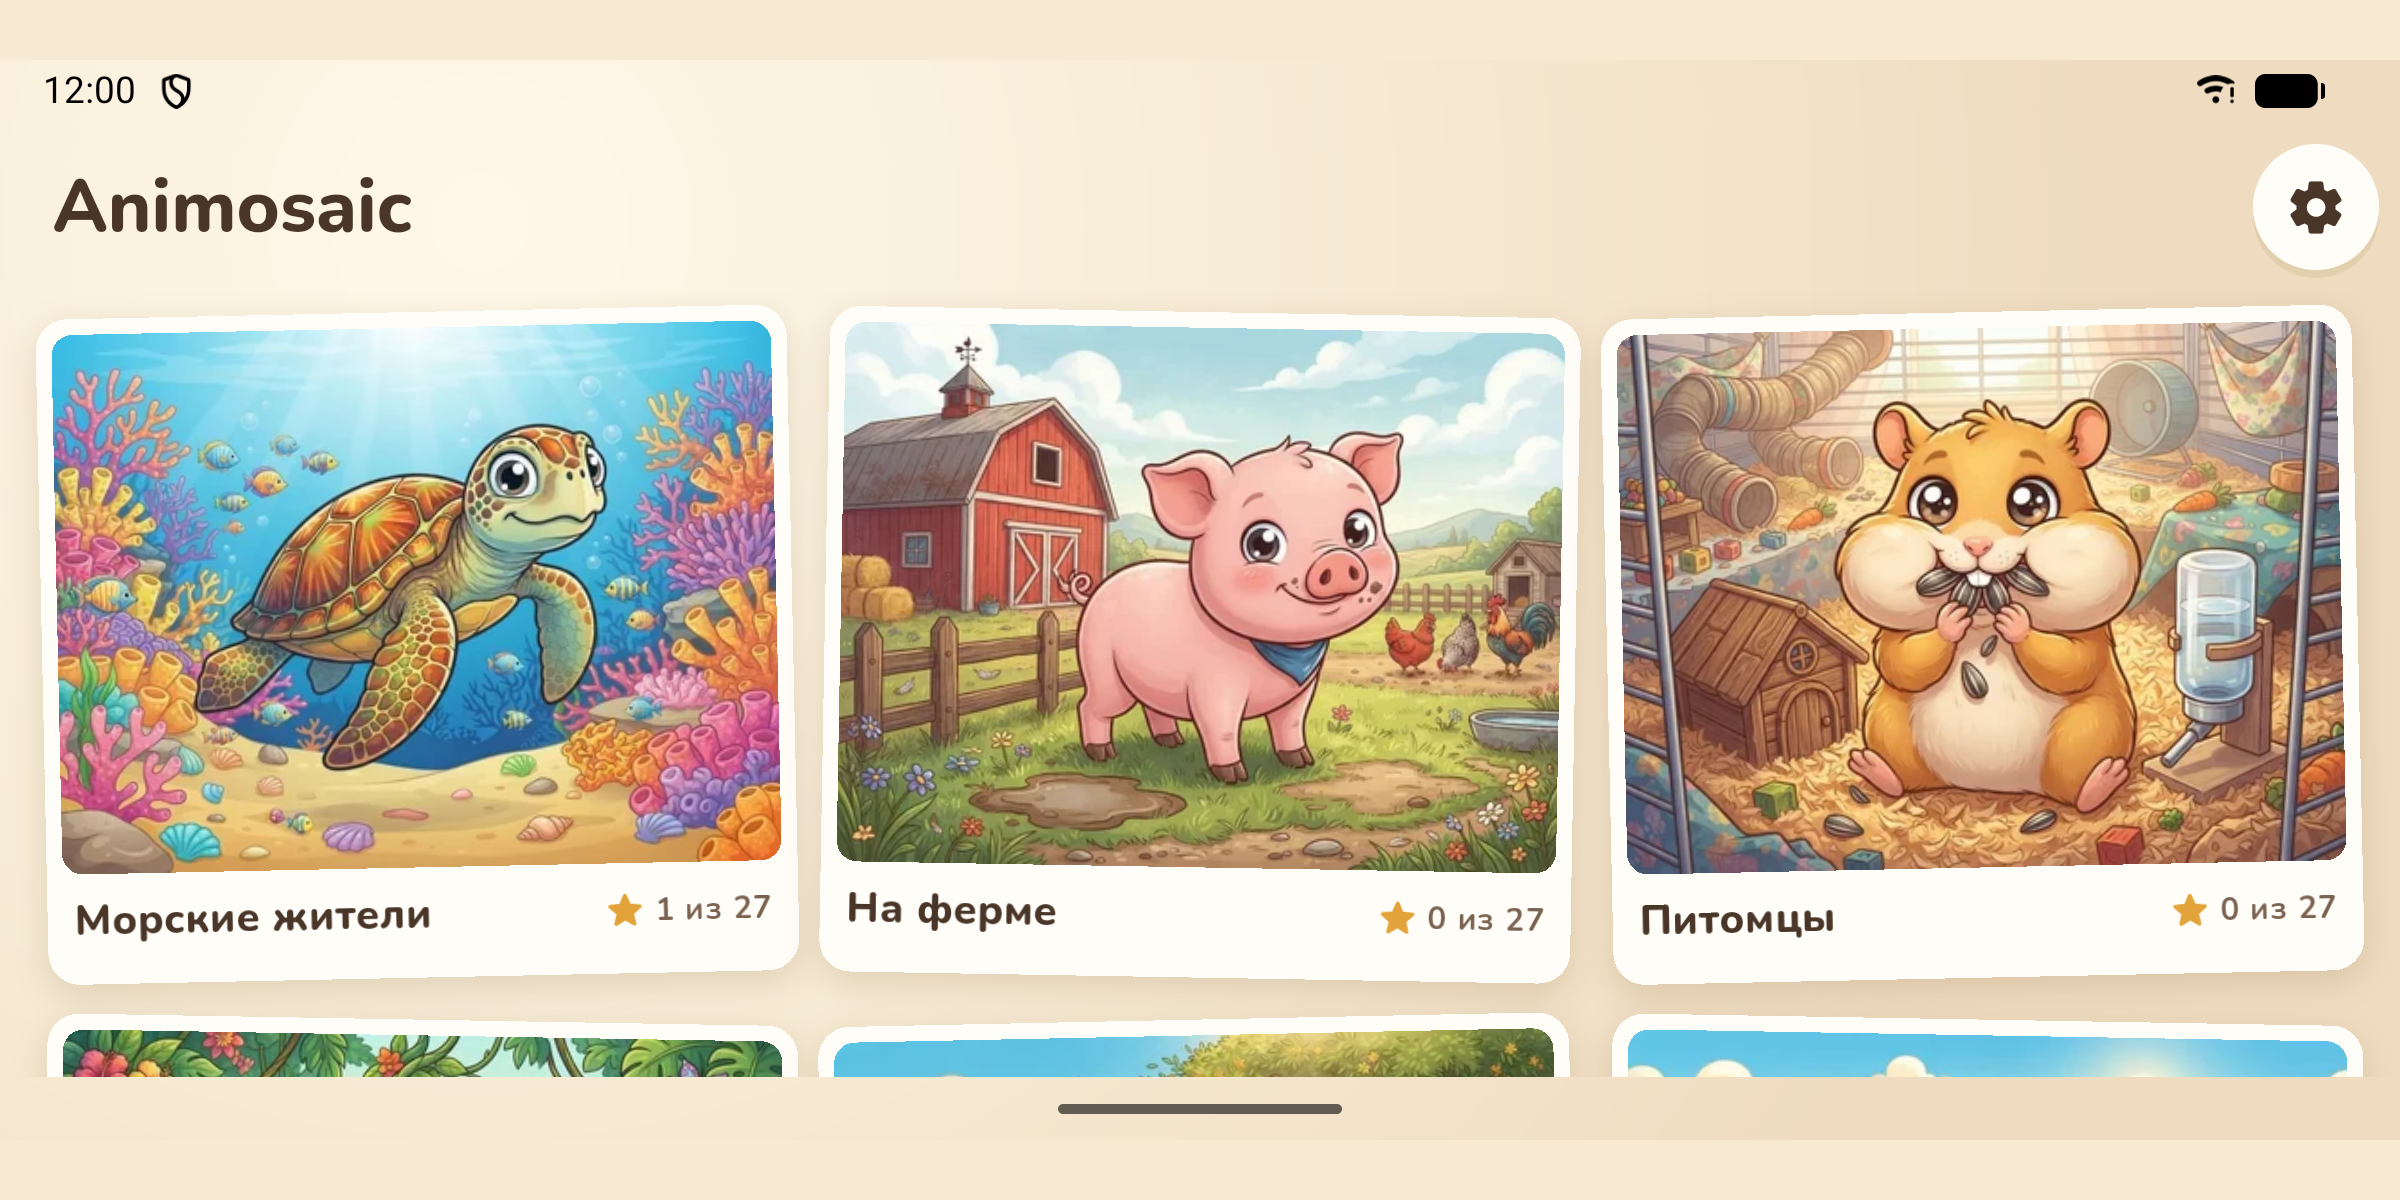 12:00
Animosaic
Морские жители
1 из 27
На ферме
0 из 27
Питомцы
0 из 27